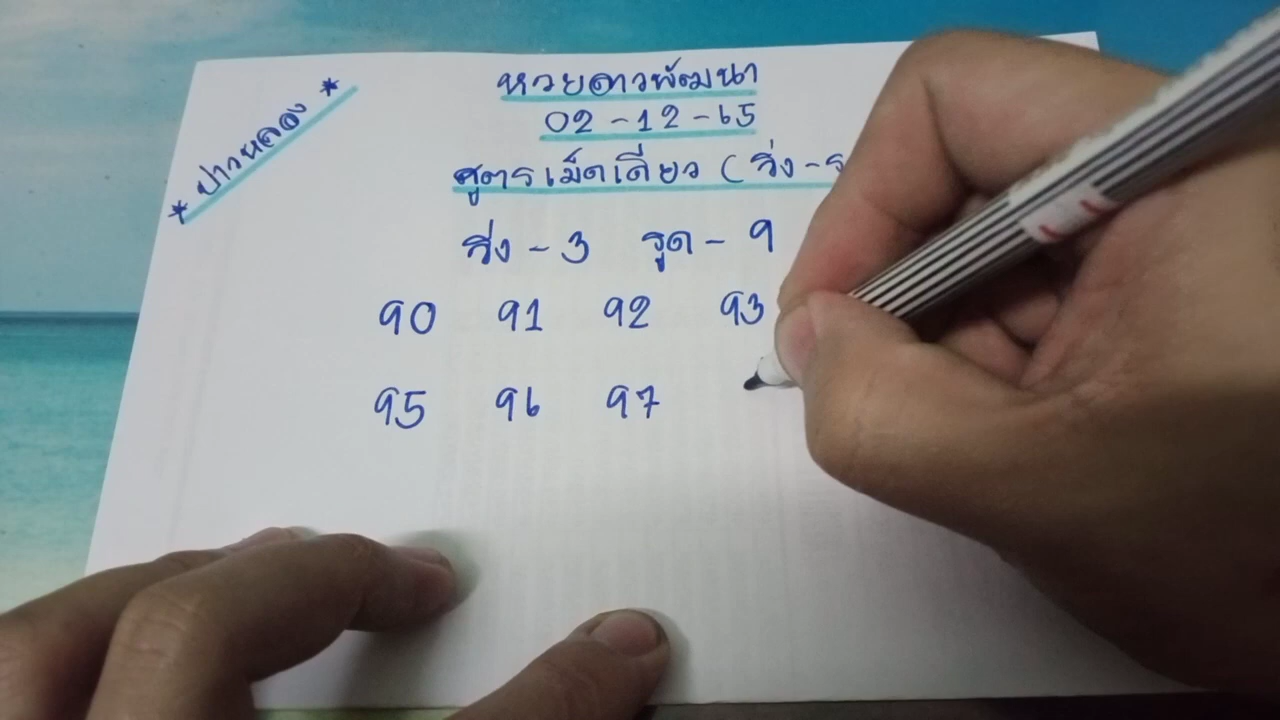 * ปาวหลอง *
หวยลาวพัฒนา
02-12-65
สูตรเม็ดเดียว (วิ่ง-ร
วิ่ง - 3 รูด - 9
90 91 92 93
95 96 97